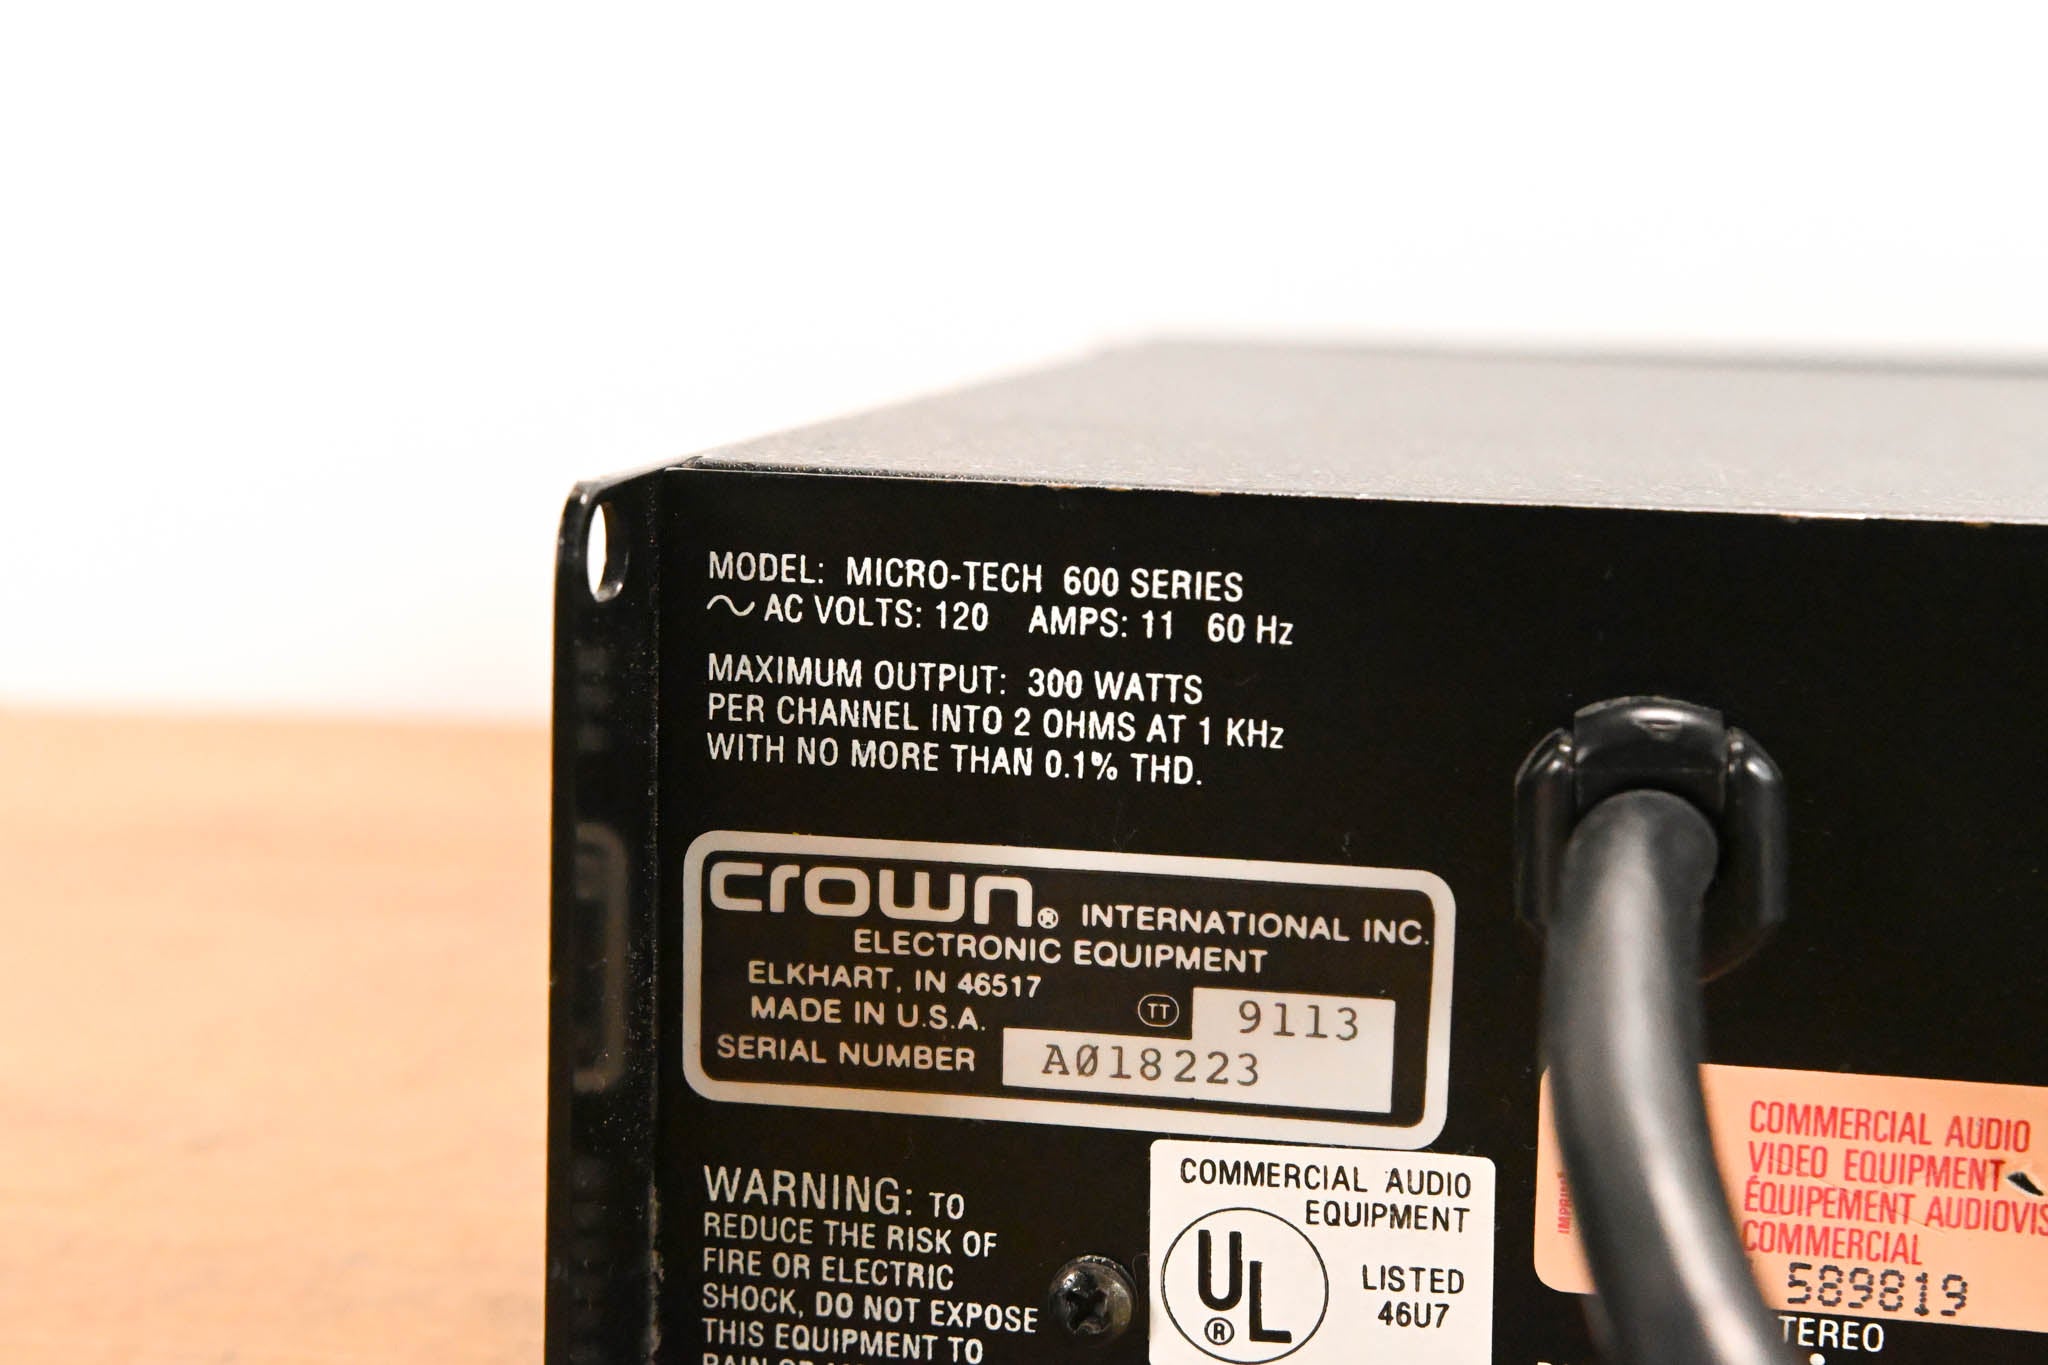 MODEL: MICRO-TECH 600 SERIES
∿ AC VOLTS: 120 AMPS: 11 60 Hz
MAXIMUM OUTPUT: 300 WATTS
PER CHANNEL INTO 2 OHMS AT 1 KHz
WITH NO MORE THAN 0.1% THD.
crown® INTERNATIONAL INC.
ELECTRONIC EQUIPMENT
ELKHART, IN 46517
MADE IN U.S.A. TT 9113
SERIAL NUMBER AØ18223
WARNING: TO
REDUCE THE RISK OF
FIRE OR ELECTRIC
SHOCK, DO NOT EXPOSE
THIS EQUIPMENT TO
COMMERCIAL AUDIO
EQUIPMENT
UL®
LISTED
46U7
COMMERCIAL AUDIO
VIDEO EQUIPMENT
ÉQUIPEMENT AUDIOVIS
COMMERCIAL
589819
TEREO